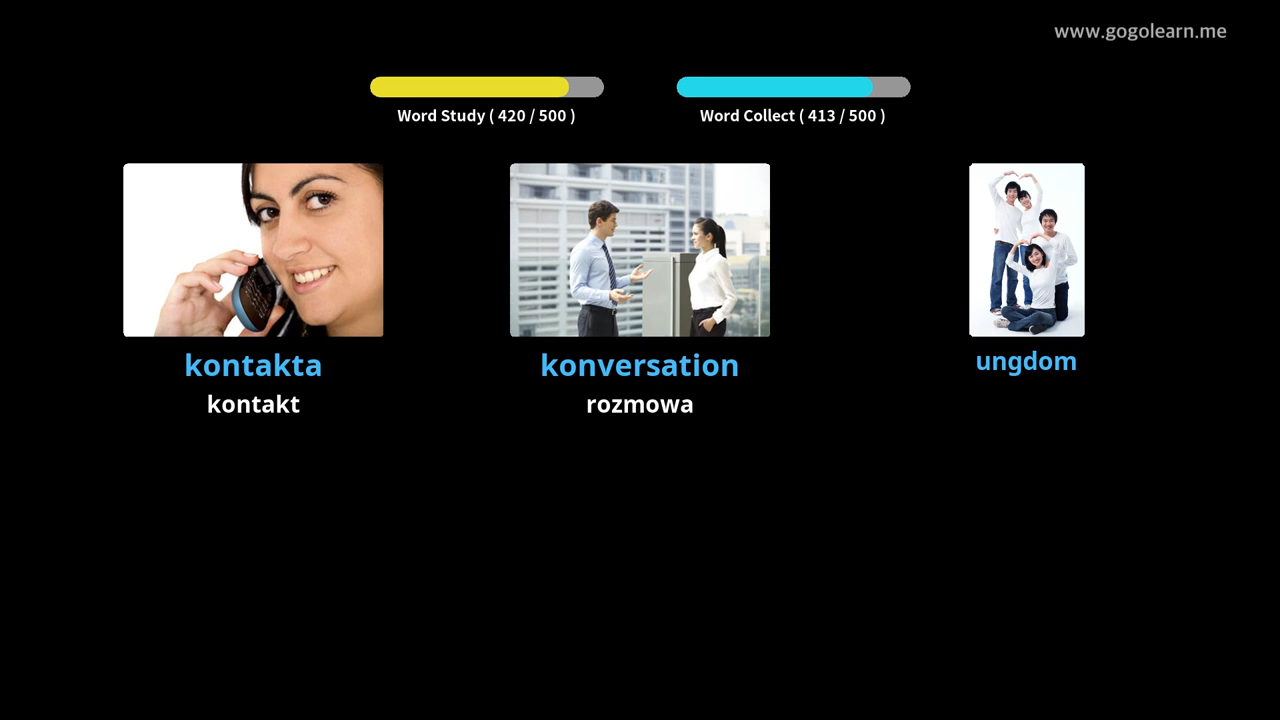 www.gogolearn.me
Word Study ( 420 / 500 )
Word Collect ( 413 / 500 )
kontakta
kontakt
konversation
rozmowa
ungdom